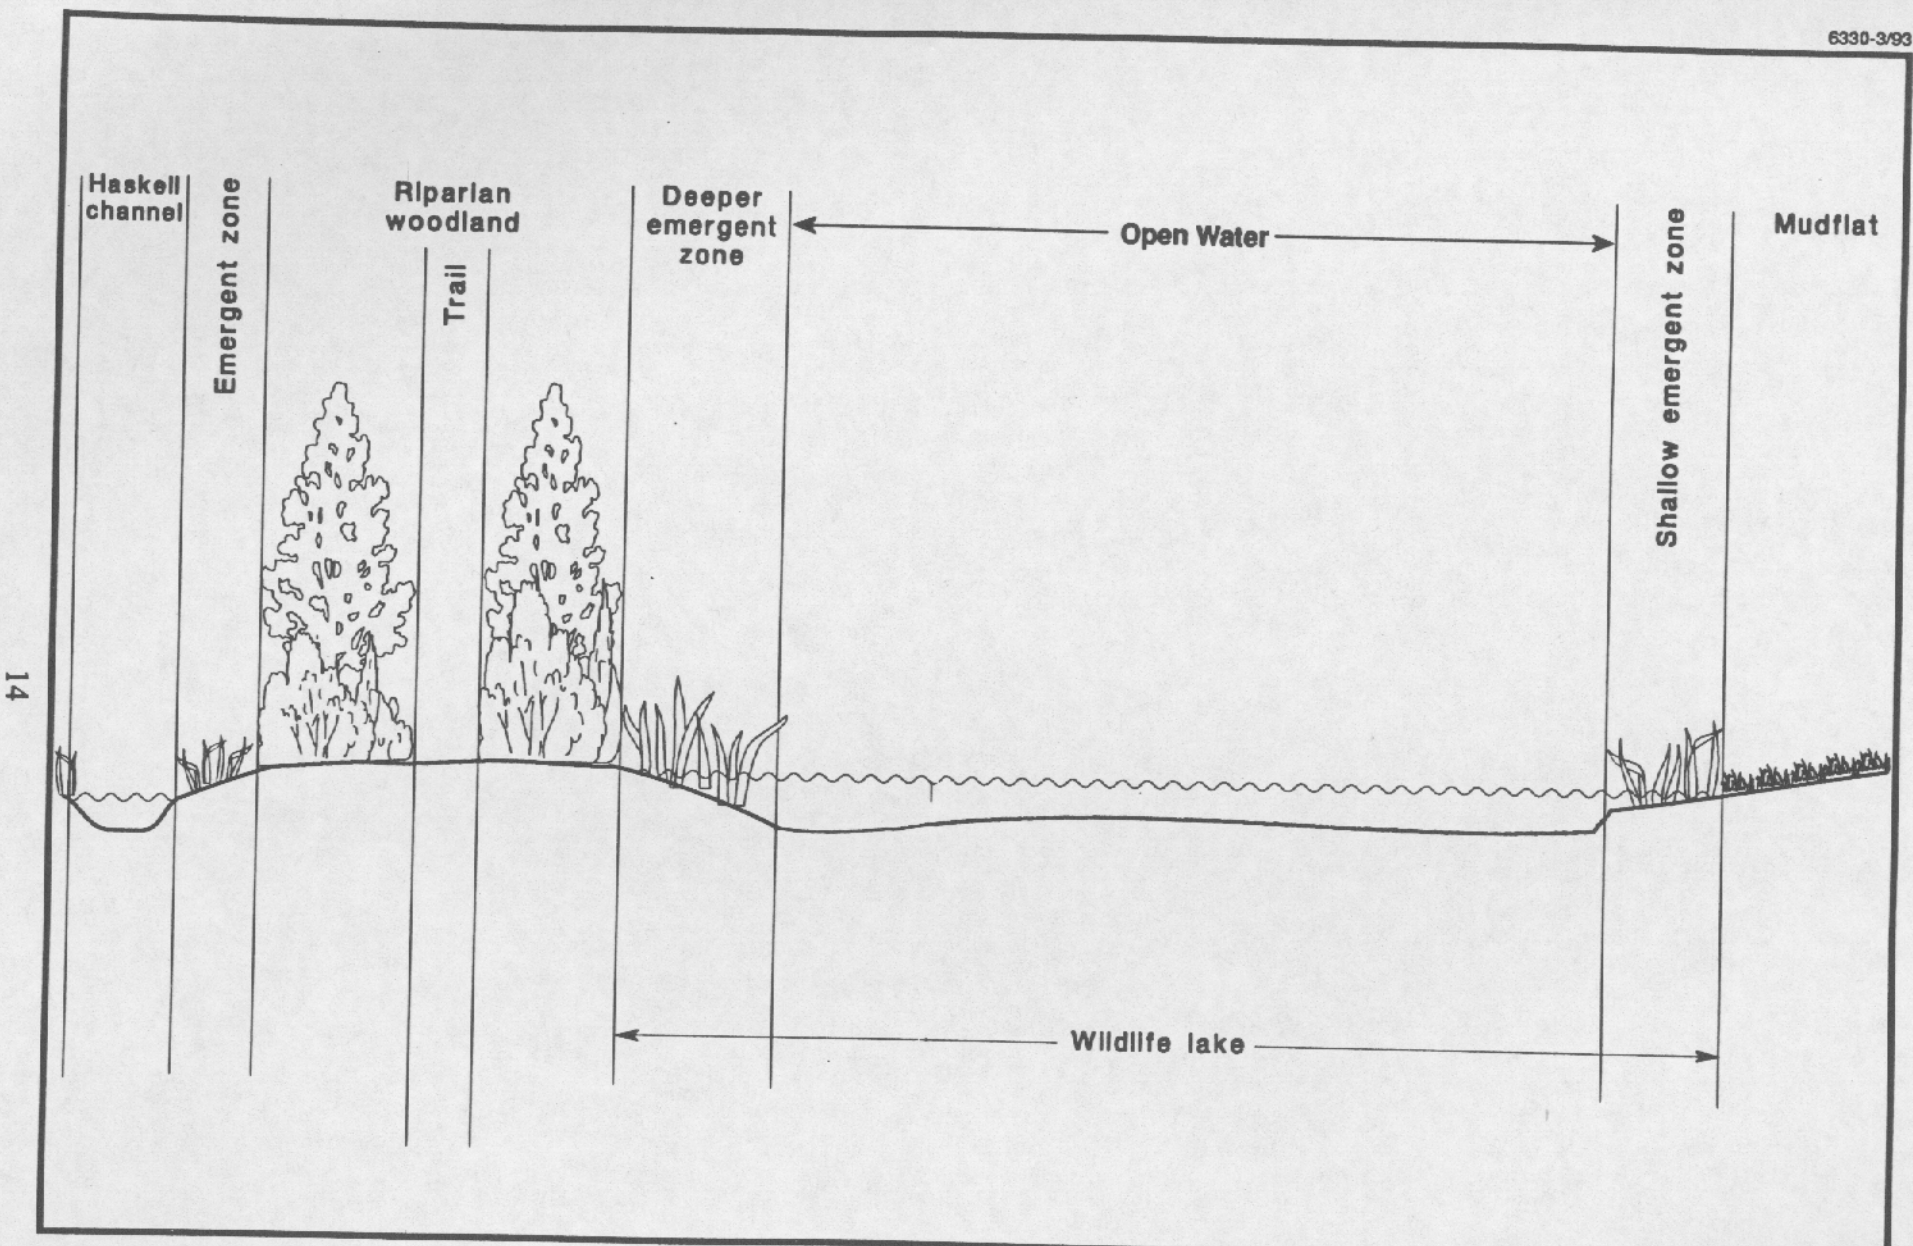 6330-3/93
Haskell
channel
Emergent zone
Riparian
woodland
Trail
Deeper
emergent
zone
Open Water
Shallow emergent zone
Mudflat
Wildlife lake
14